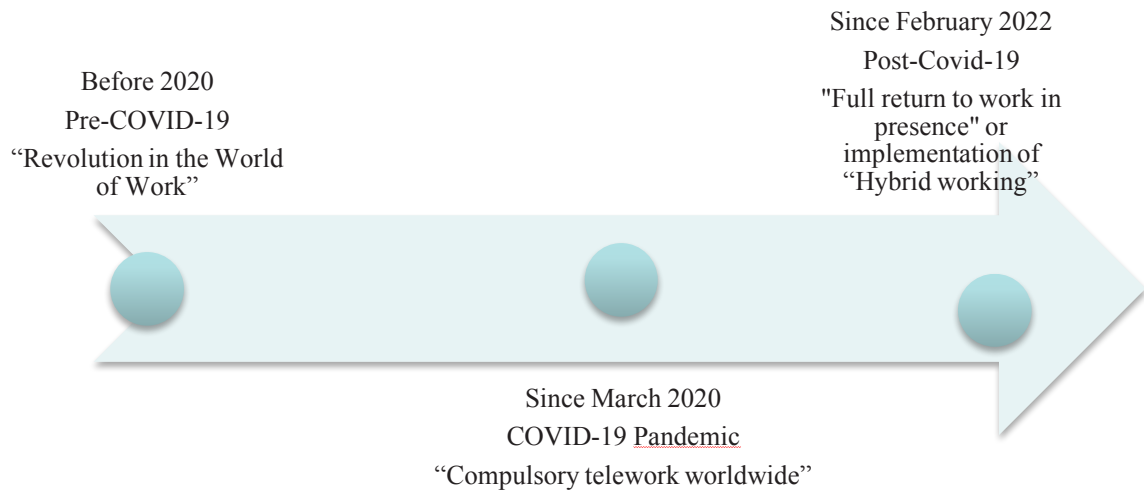 Before 2020
Pre-COVID-19
“Revolution in the World
of Work”
Since March 2020
COVID-19 Pandemic
“Compulsory telework worldwide”
Since February 2022
Post-Covid-19
"Full return to work in
presence" or
implementation of
“Hybrid working”